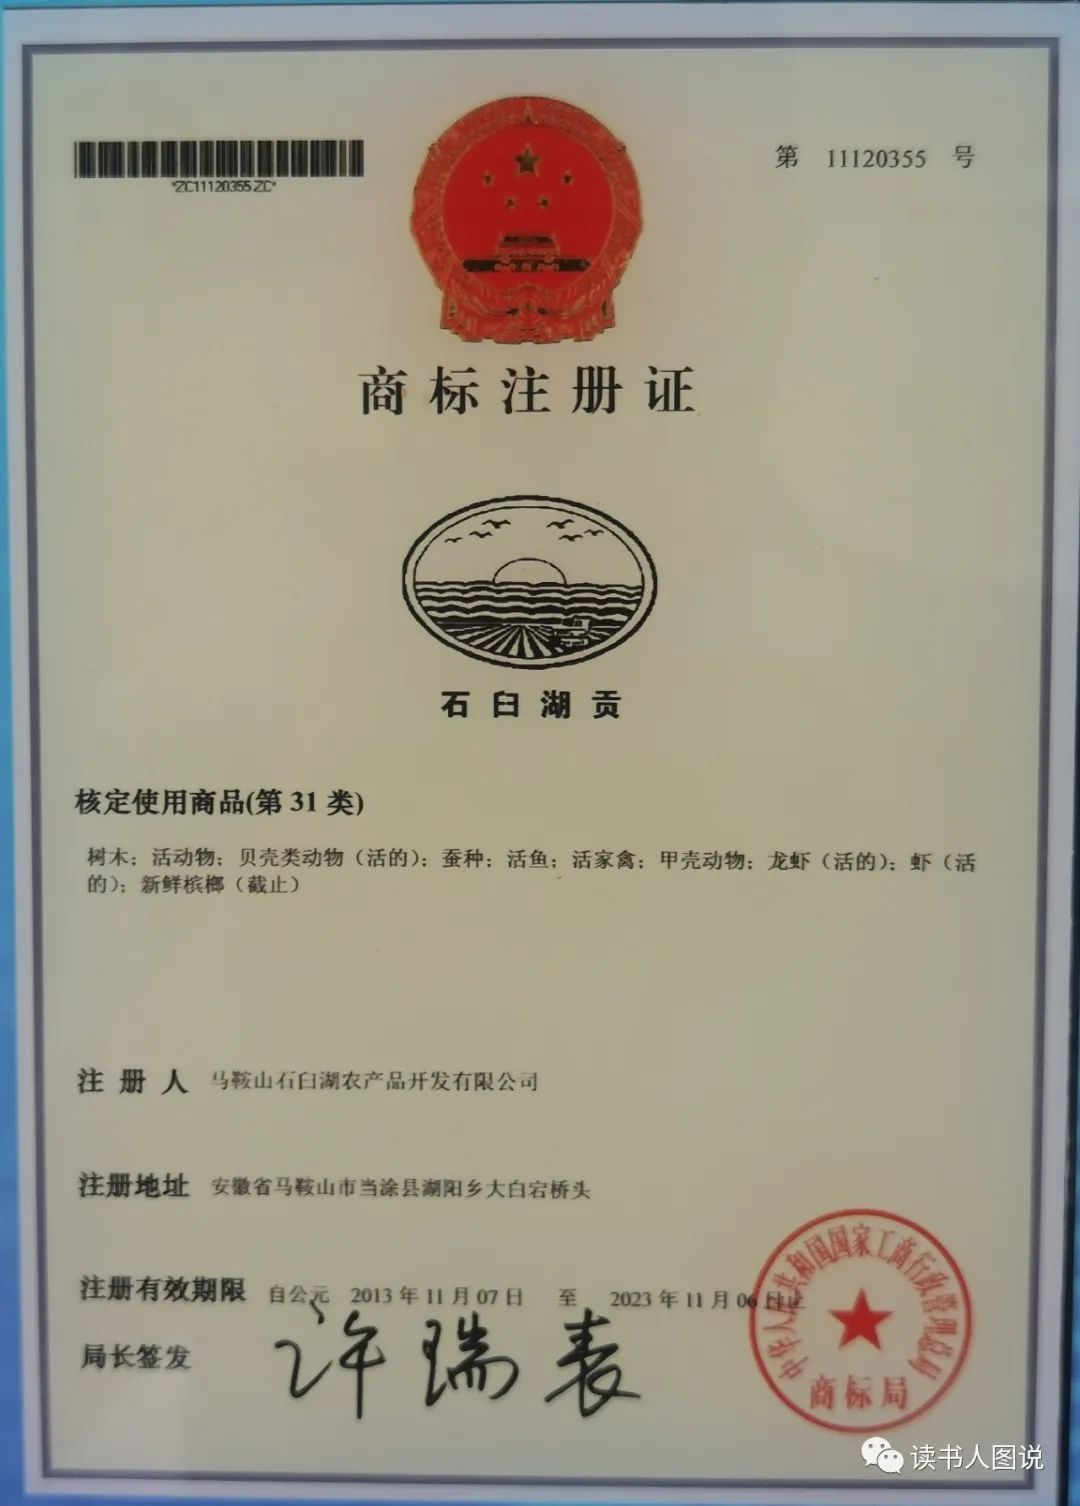 *ZC11120355ZC*
第 11120355 号
商标注册证
石臼湖贡
核定使用商品(第 31 类)
树木；活动物；贝壳类动物（活的）；蚕种；活鱼；活家禽；甲壳动物；龙虾（活的）；虾（活
的）；新鲜槟榔（截止）
注册人 马鞍山石臼湖农产品开发有限公司
注册地址 安徽省马鞍山市当涂县湖阳乡大白宕桥头
注册有效期限 自公元 2013 年 11 月 07 日 至 2023 年 11 月 06 日止
局长签发 许瑞表
中华人民共和国国家工商行政管理总局
商标局
读书人图说